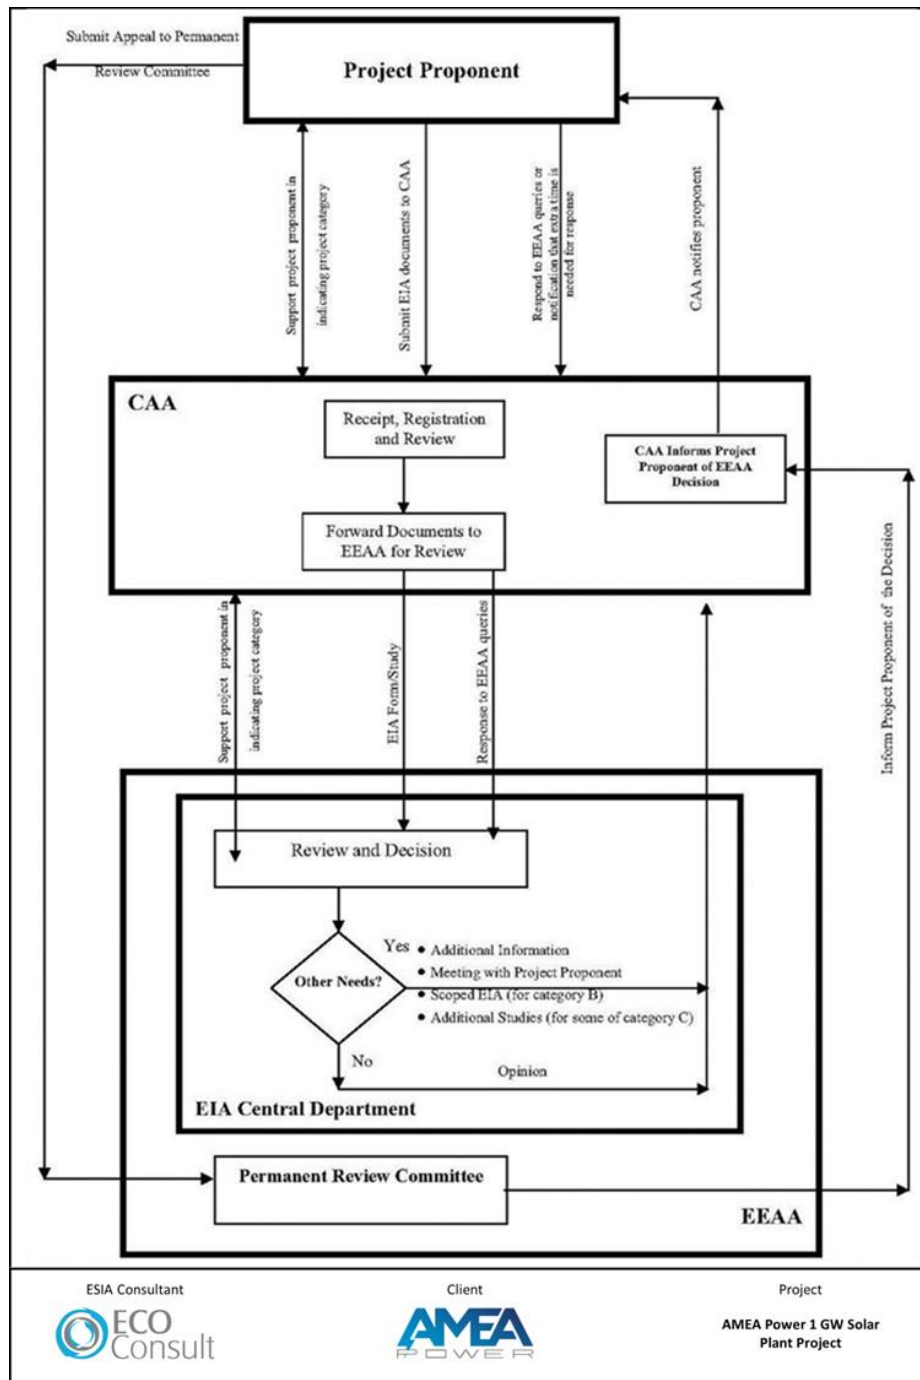 Submit Appeal to Permanent
Review Committee
Project Proponent
Support project proponent in
indicating project category
Submit EIA documents to CAA
Respond to EEAA queries or
notification that extra time is
needed for response
CAA notifies proponent
CAA
Receipt, Registration
and Review
CAA Informs Project
Proponent of EEAA
Decision
Forward Documents to
EEAA for Review
Support project proponent in
indicating project category
EIA Form/Study
Response to EEAA queries
Inform Project Proponent of the Decision
Review and Decision
Other Needs?
Yes
• Additional Information
• Meeting with Project Proponent
• Scoped EIA (for category B)
• Additional Studies (for some of category C)
No
Opinion
EIA Central Department
Permanent Review Committee
EEAA
ESIA Consultant
ECO
Consult
Client
AMEA
POWER
Project
AMEA Power 1 GW Solar
Plant Project